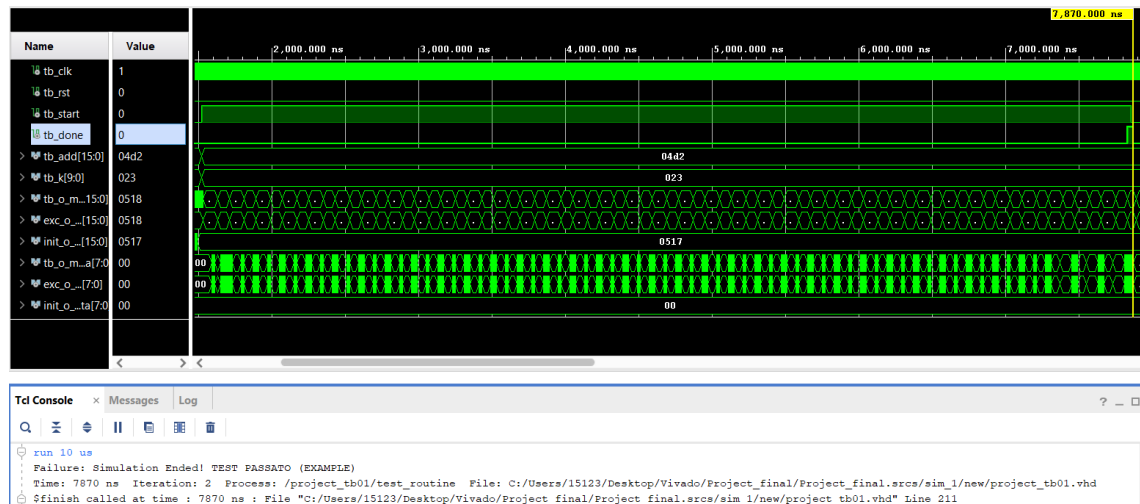 7,870.000 ns
Name Value
2,000.000 ns 3,000.000 ns 4,000.000 ns 5,000.000 ns 6,000.000 ns 7,000.000 ns
tb_clk 1
tb_rst 0
tb_start 0
tb_done 0
> tb_add[15:0] 04d2 04d2
> tb_k[9:0] 023 023
> tb_o_m...15:0] 0518
> exc_o_...[15:0] 0518
> init_o_...[15:0] 0517 0517
> tb_o_m...a[7:0 00 00
> exc_o_...[7:0] 00 00
> init_o_...ta[7:0 00 00
Tcl Console × Messages Log ? _
run 10 us
Failure: Simulation Ended! TEST PASSATO (EXAMPLE)
Time: 7870 ns Iteration: 2 Process: /project_tb01/test_routine File: C:/Users/15123/Desktop/Vivado/Project_final/Project_final.srcs/sim_1/new/project_tb01.vhd
$finish called at time : 7870 ns : File "C:/Users/15123/Desktop/Vivado/Project_final/Project_final.srcs/sim_1/new/project_tb01.vhd" Line 211